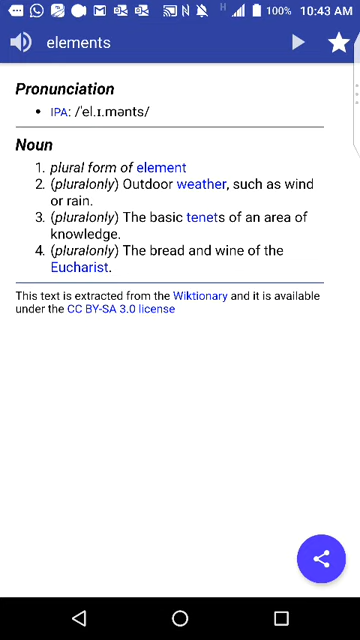 H 100% 10:43 AM
elements
Pronunciation
• IPA: /ˈel.ɪ.mənts/
Noun
1. plural form of element
2. (pluralonly) Outdoor weather, such as wind
or rain.
3. (pluralonly) The basic tenets of an area of
knowledge.
4. (pluralonly) The bread and wine of the
Eucharist.
This text is extracted from the Wiktionary and it is available
under the CC BY-SA 3.0 license